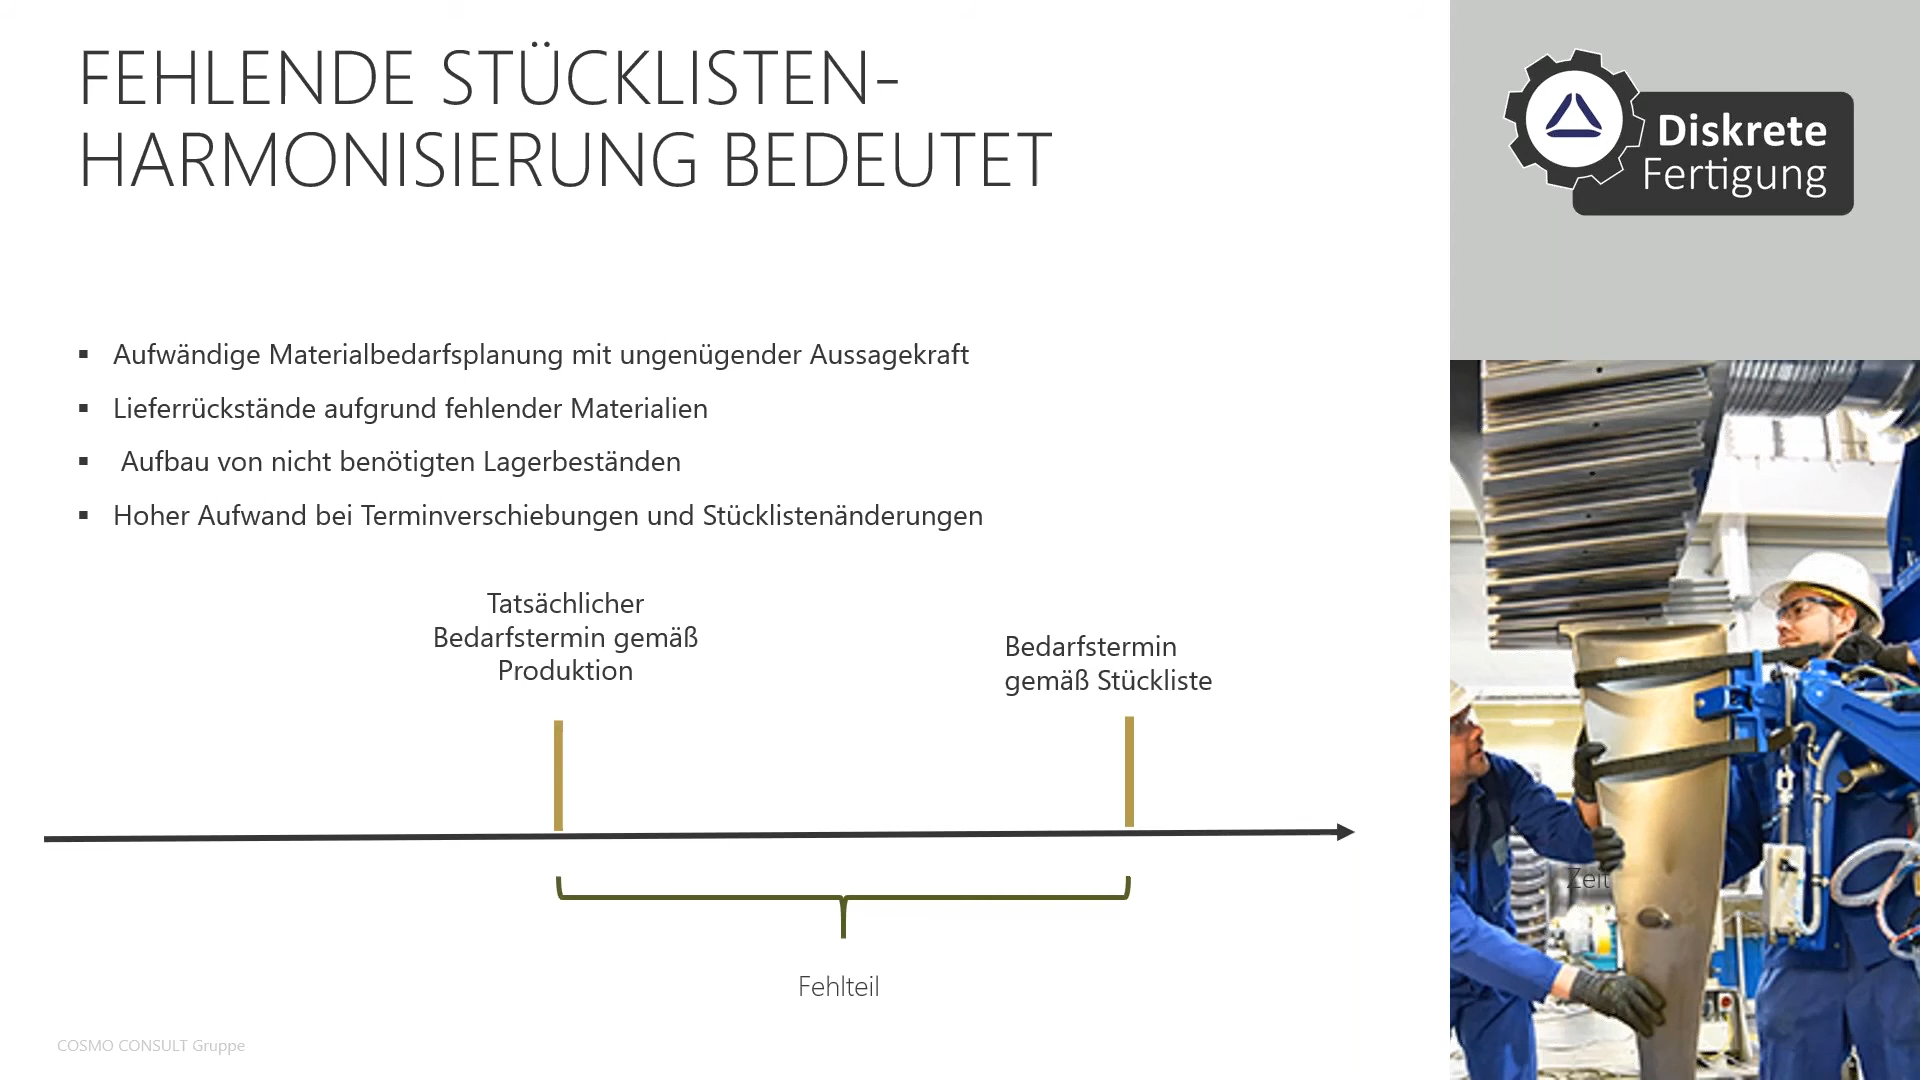 FEHLENDE STÜCKLISTEN-
HARMONISIERUNG BEDEUTET
Diskrete
Fertigung
▪ Aufwändige Materialbedarfsplanung mit ungenügender Aussagekraft
▪ Lieferrückstände aufgrund fehlender Materialien
▪ Aufbau von nicht benötigten Lagerbeständen
▪ Hoher Aufwand bei Terminverschiebungen und Stücklistenänderungen
Tatsächlicher
Bedarfstermin gemäß
Produktion
Bedarfstermin
gemäß Stückliste
Zeit
Fehlteil
COSMO CONSULT Gruppe